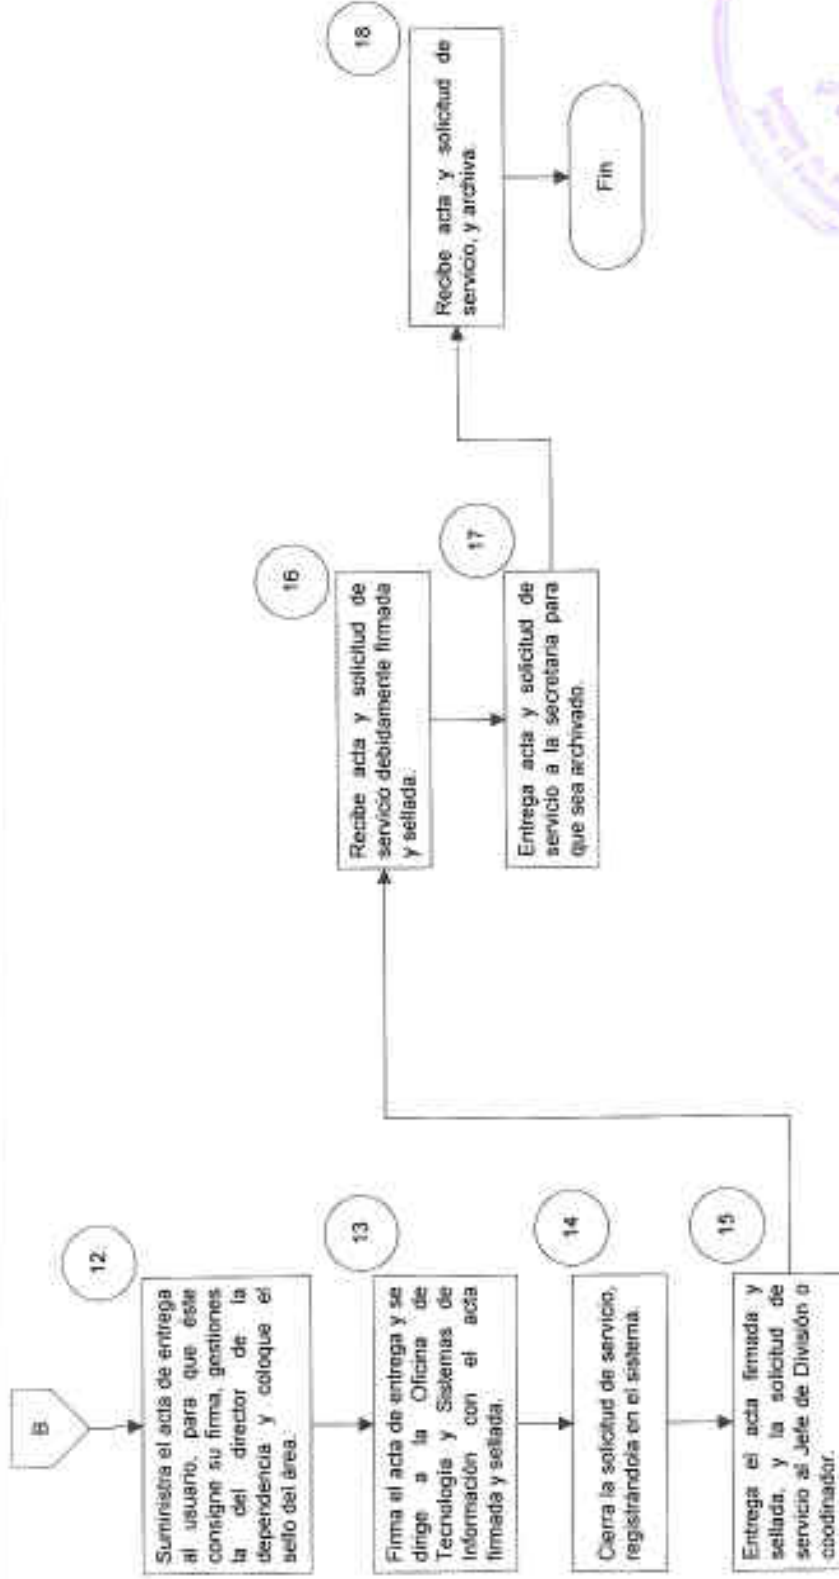 B
12
Suministra el acta de entrega
al usuario, para que éste
consigne su firma, gestiones
la del director de la
dependencia y coloque el
sello del área.
13
Firma el acta de entrega y se
dirige a la Oficina de
Tecnología y Sistemas de
Información con el acta
firmada y sellada.
14
Cierra la solicitud de servicio,
registrándola en el sistema.
15
Entrega el acta firmada y
sellada, y la solicitud de
servicio al Jefe de División o
coodinador.
16
Recibe acta y solicitud de
servicio debidamente firmada
y sellada.
17
Entrega acta y solicitud de
servicio a la secretaria para
que sea archivado.
18
Recibe acta y solicitud de
servicio, y archiva.
Fin